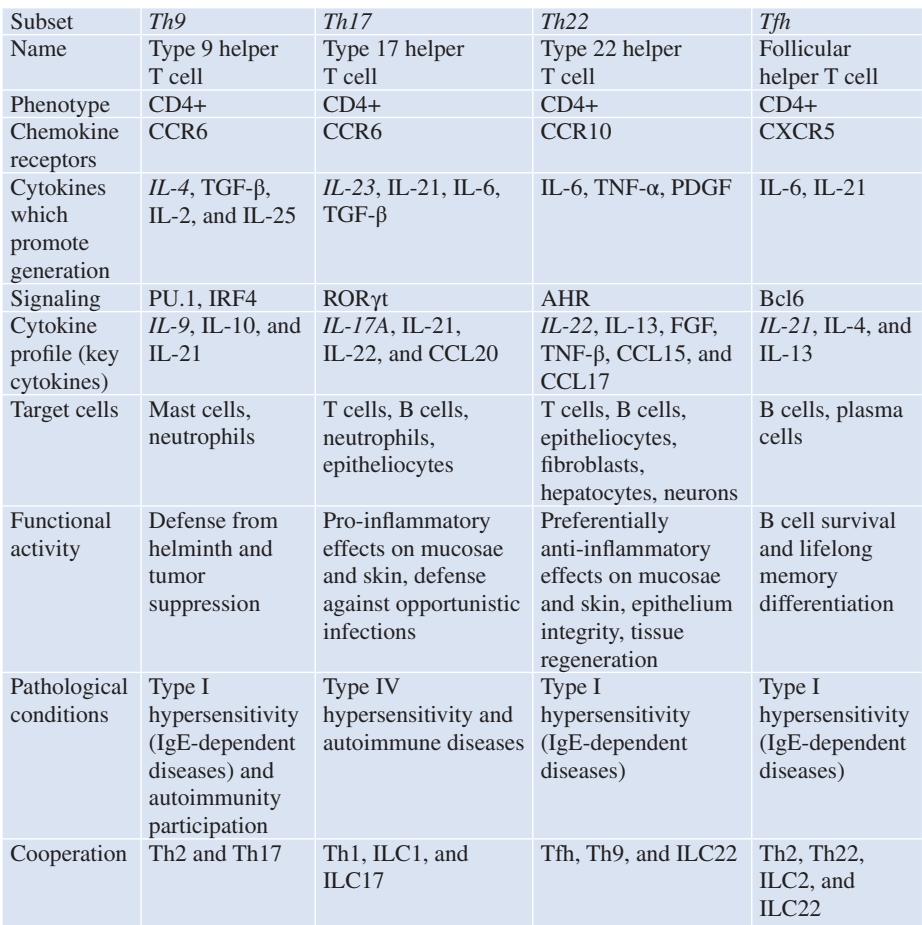 Subset Th9 Th17 Th22 Tfh
Name Type 9 helper Type 17 helper Type 22 helper Follicular
T cell T cell T cell helper T cell
Phenotype CD4+ CD4+ CD4+ CD4+
Chemokine CCR6 CCR6 CCR10 CXCR5
receptors
Cytokines IL-4, TGF-β, IL-23, IL-21, IL-6, IL-6, TNF-α, PDGF IL-6, IL-21
which IL-2, and IL-25 TGF-β
promote
generation
Signaling PU.1, IRF4 RORγt AHR Bcl6
Cytokine IL-9, IL-10, and IL-17A, IL-21, IL-22, IL-13, FGF, IL-21, IL-4, and
profile (key IL-21 IL-22, and CCL20 TNF-β, CCL15, and IL-13
cytokines) CCL17
Target cells Mast cells, T cells, B cells, T cells, B cells, B cells, plasma
neutrophils neutrophils, epitheliocytes, cells
epitheliocytes fibroblasts,
hepatocytes, neurons
Functional Defense from Pro-inflammatory Preferentially B cell survival
activity helminth and effects on mucosae anti-inflammatory and lifelong
tumor and skin, defense effects on mucosae memory
suppression against opportunistic and skin, epithelium differentiation
infections integrity, tissue
regeneration
Pathological Type I Type IV Type I Type I
conditions hypersensitivity hypersensitivity and hypersensitivity hypersensitivity
(IgE-dependent autoimmune diseases (IgE-dependent (IgE-dependent
diseases) and diseases) diseases)
autoimmunity
participation
Cooperation Th2 and Th17 Th1, ILC1, and Tfh, Th9, and ILC22 Th2, Th22,
ILC17 ILC2, and
ILC22